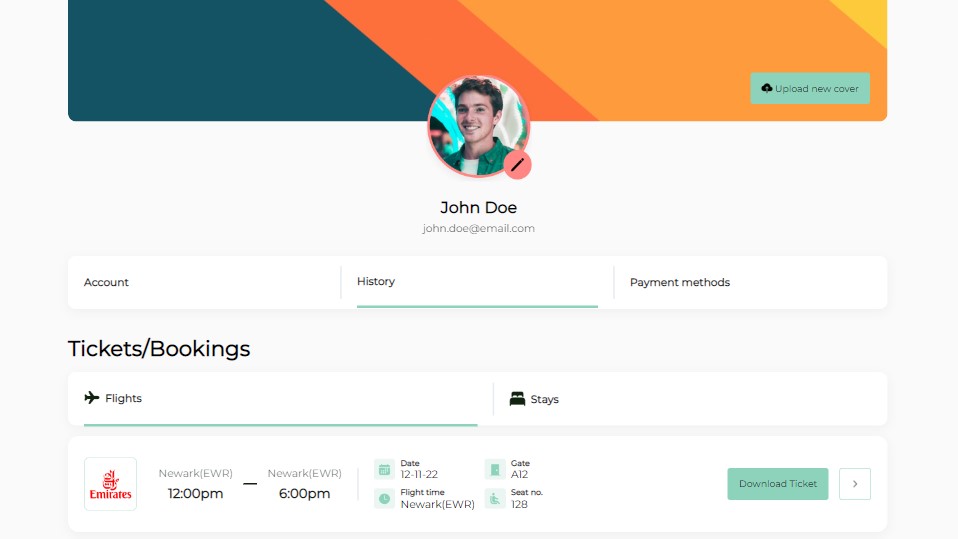 Upload new cover
John Doe
john.doe@email.com
Account
History
Payment methods
Tickets/Bookings
Flights
Stays
Emirates
Newark(EWR)
12:00pm
Newark(EWR)
6:00pm
Date
12-11-22
Gate
A12
Flight time
Newark(EWR)
Seat no.
128
Download Ticket